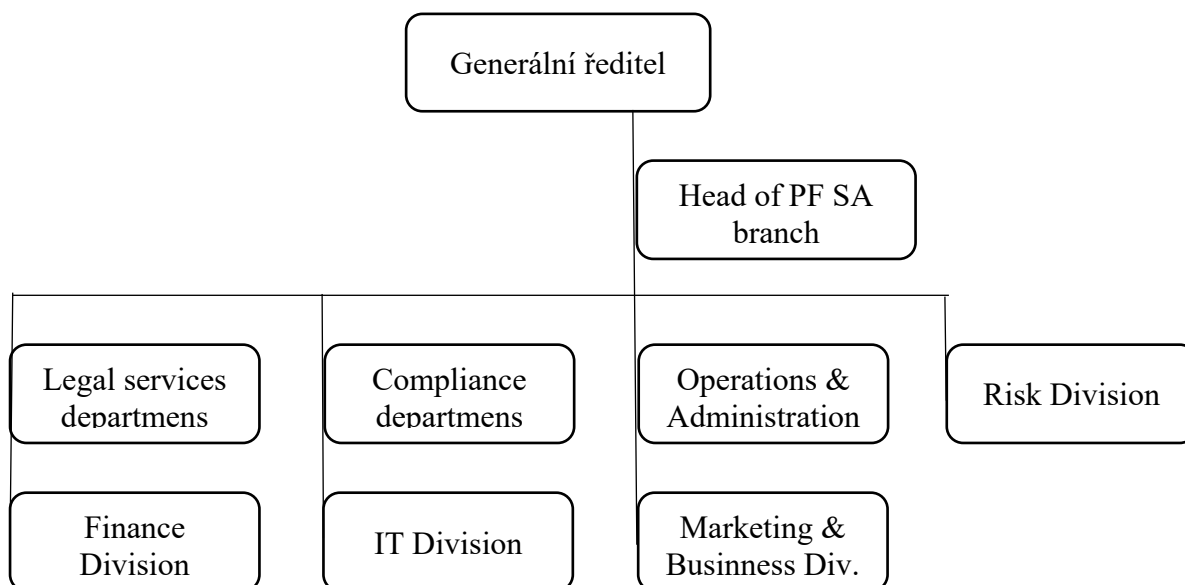 Generální ředitel
Head of PF SA
branch
Legal services
departmens
Compliance
departmens
Operations &
Administration
Risk Division
Finance
Division
IT Division
Marketing &
Businness Div.